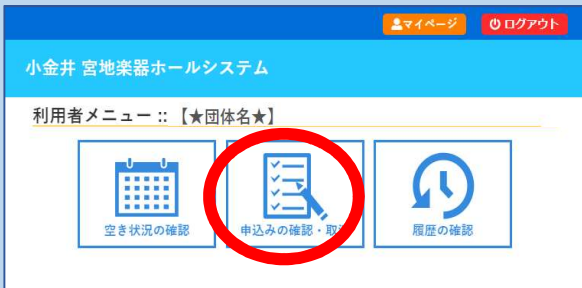 マイページ
ログアウト
小金井 宮地楽器ホールシステム
利用者メニュー :: 【★団体名★】
空き状況の確認
申込みの確認・取
履歴の確認